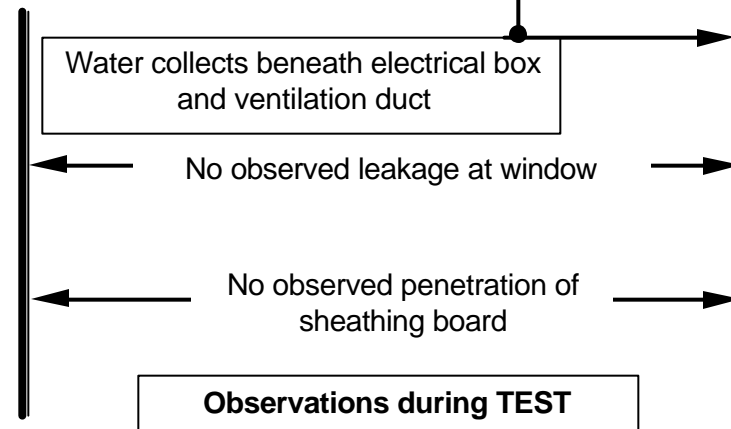 Water collects beneath electrical box
and ventilation duct
No observed leakage at window
No observed penetration of
sheathing board
Observations during TEST